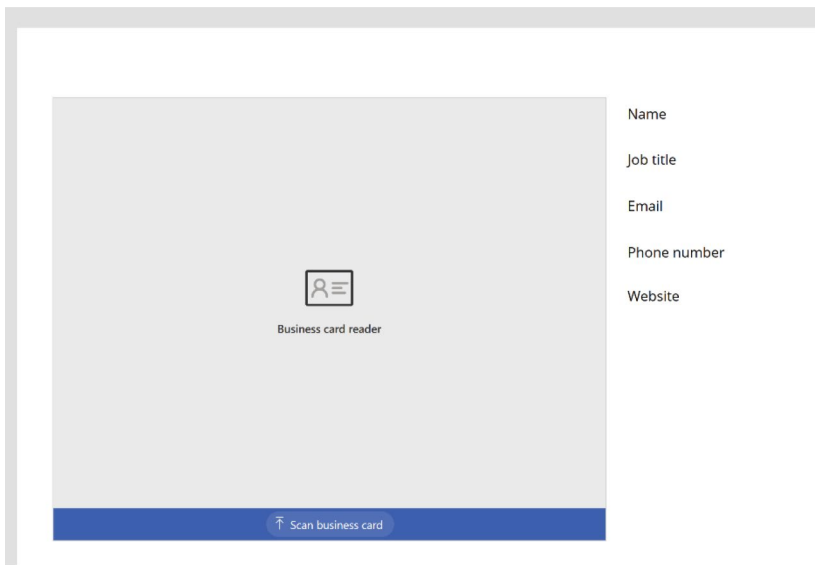 Name
Job title
Email
Phone number
Website
Business card reader
Scan business card